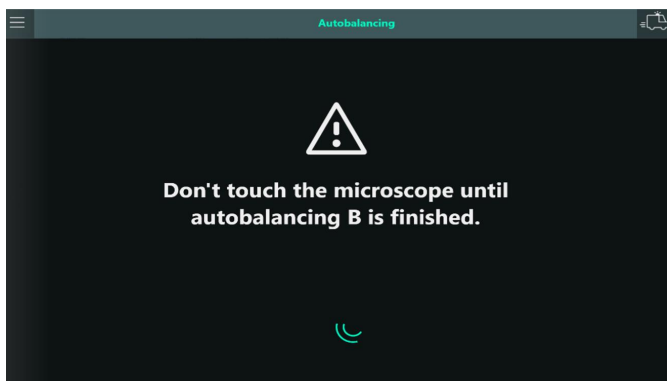 Autobalancing
Don't touch the microscope until
autobalancing B is finished.